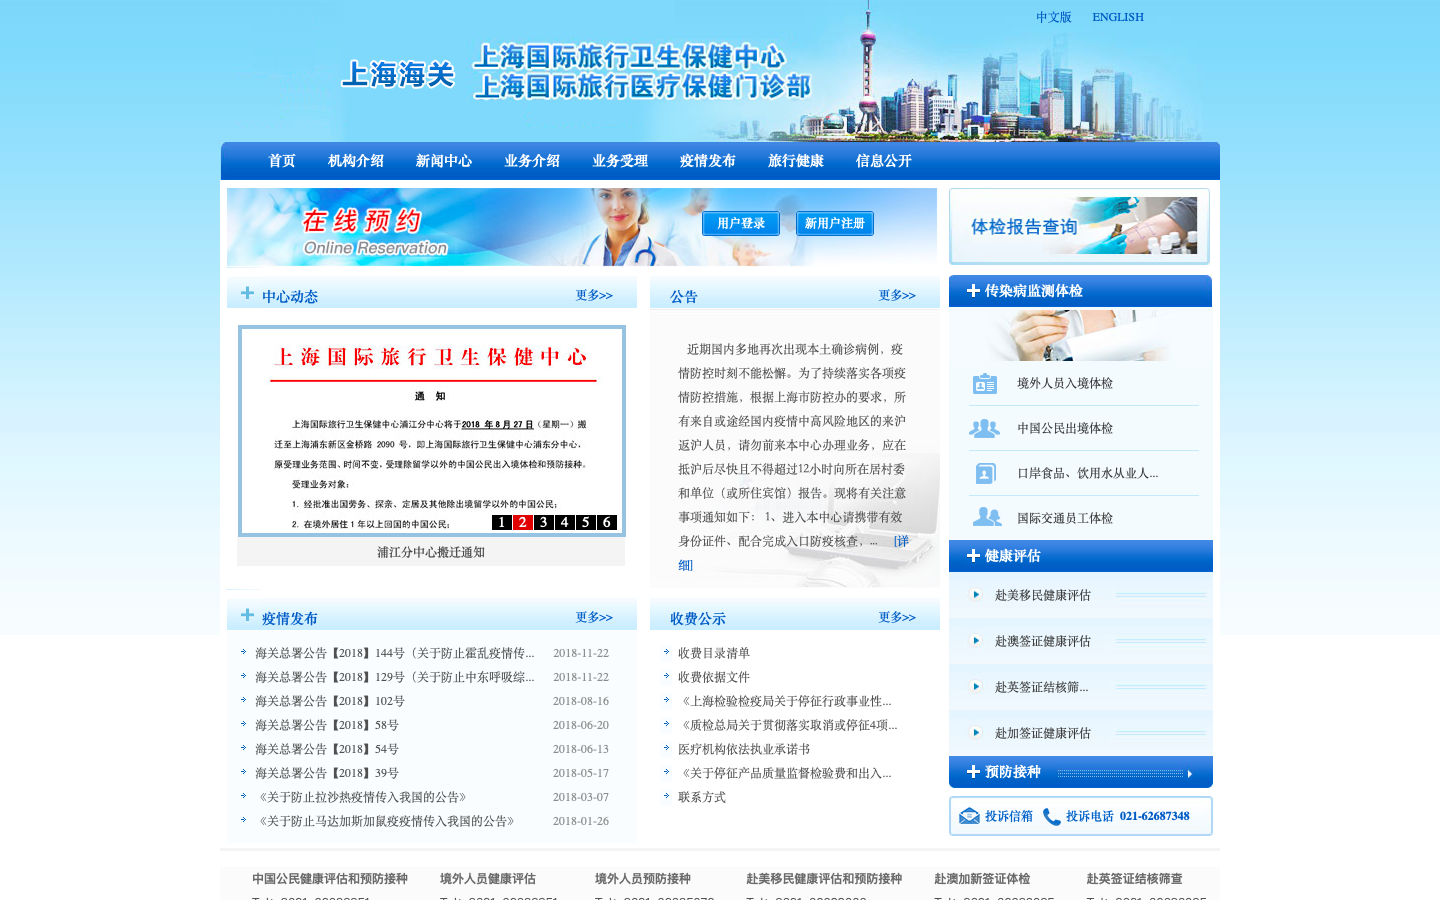 中文版 ENGLISH
上海海关
上海国际旅行卫生保健中心
上海国际旅行医疗保健门诊部
首页 机构介绍 新闻中心 业务介绍 业务受理 疫情发布 旅行健康 信息公开
在线预约
Online Reservation
用户登录 新用户注册
体检报告查询
中心动态 更多>>
上海国际旅行卫生保健中心
通 知
上海国际旅行卫生保健中心浦江分中心将于2018 年 8 月 27 日（星期一）搬
迁至上海浦东新区金桥路 2090 号，即上海国际旅行卫生保健中心浦东分中心，
原受理业务范围、时间不变，受理除留学以外的中国公民出入境体检和预防接种。
受理业务对象：
1. 经批准出国劳务、探亲、定居及其他除出境留学以外的中国公民；
2. 在境外居住 1 年以上回国的中国公民；
1 2 3 4 5 6
浦江分中心搬迁通知
公告 更多>>
近期国内多地再次出现本土确诊病例，疫
情防控时刻不能松懈。为了持续落实各项疫
情防控措施，根据上海市防控办的要求，所
有来自或途经国内疫情中高风险地区的来沪
返沪人员，请勿前来本中心办理业务，应在
抵沪后尽快且不得超过12小时向所在居村委
和单位（或所住宾馆）报告。现将有关注意
事项通知如下： 1、进入本中心请携带有效
身份证件、配合完成入口防疫核查，... [详
细]
传染病监测体检
境外人员入境体检
中国公民出境体检
口岸食品、饮用水从业人...
国际交通员工体检
健康评估
赴美移民健康评估
赴澳签证健康评估
赴英签证结核筛...
赴加签证健康评估
预防接种
投诉信箱 投诉电话 021-62687348
疫情发布 更多>>
海关总署公告【2018】144号（关于防止霍乱疫情传... 2018-11-22
海关总署公告【2018】129号（关于防止中东呼吸综... 2018-11-22
海关总署公告【2018】102号 2018-08-16
海关总署公告【2018】58号 2018-06-20
海关总署公告【2018】54号 2018-06-13
海关总署公告【2018】39号 2018-05-17
《关于防止拉沙热疫情传入我国的公告》 2018-03-07
《关于防止马达加斯加鼠疫疫情传入我国的公告》 2018-01-26
收费公示 更多>>
收费目录清单
收费依据文件
《上海检验检疫局关于停征行政事业性...
《质检总局关于贯彻落实取消或停征4项...
医疗机构依法执业承诺书
《关于停征产品质量监督检验费和出入...
联系方式
中国公民健康评估和预防接种 境外人员健康评估 境外人员预防接种 赴美移民健康评估和预防接种 赴澳加新签证体检 赴英签证结核筛查